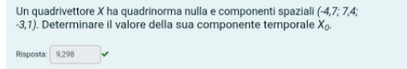 Un quadrivettore X ha quadrinorma nulla e componenti spaziali (-4,7; 7,4;
-3,1). Determinare il valore della sua componente temporale X₀.
Risposta: 9,298